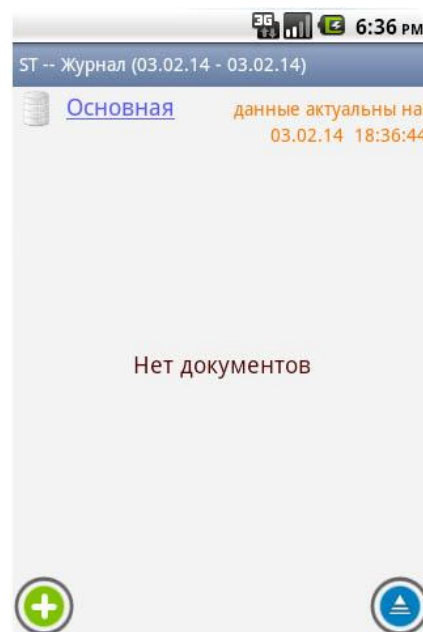 3G 6:36 PM
ST -- Журнал (03.02.14 - 03.02.14)
Основная данные актуальны на
03.02.14 18:36:44
Нет документов